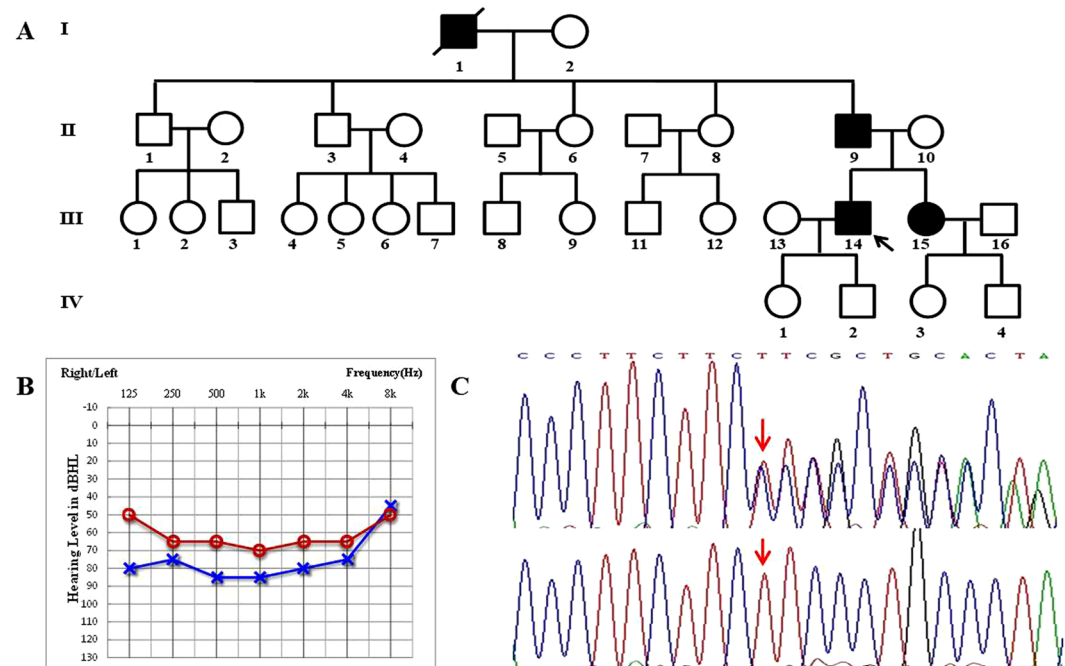 A
I
1 2
II
1 2 3 4 5 6 7 8 9 10
III
1 2 3 4 5 6 7 8 9 11 12 13 14 15 16
IV
1 2 3 4
B
Right/Left Frequency(Hz)
125 250 500 1k 2k 4k 8k
Hearing Level in dBHL
-10
0
10
20
30
40
50
60
70
80
90
100
110
120
130
C
C C C T T C T T C T T C G C T G C A C T A